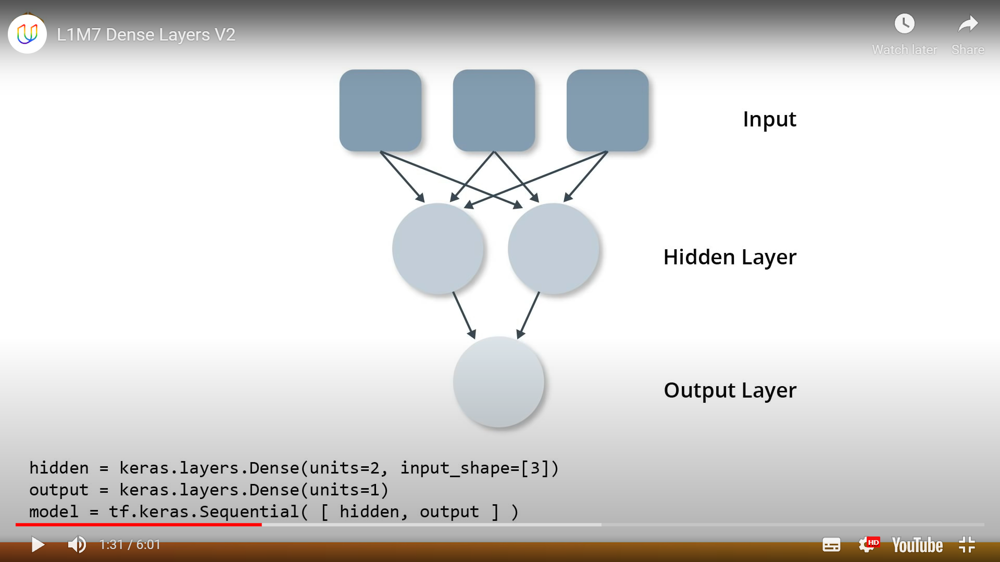 L1M7 Dense Layers V2
Watch later
Share
Input
Hidden Layer
Output Layer
hidden = keras.layers.Dense(units=2, input_shape=[3])
output = keras.layers.Dense(units=1)
model = tf.keras.Sequential( [ hidden, output ] )
1:31 / 6:01
HD
YouTube